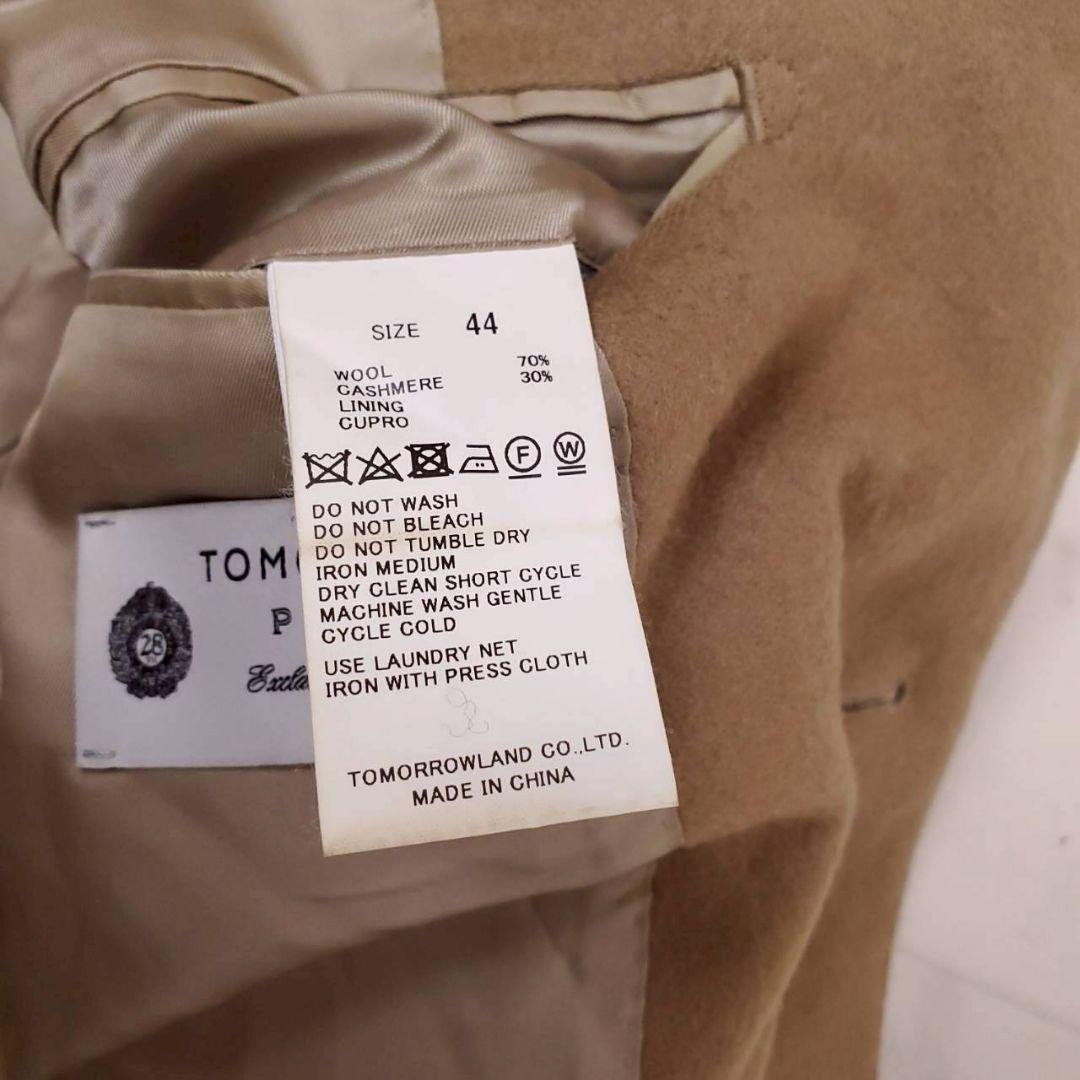 SIZE 44
WOOL 70%
CASHMERE 30%
LINING
CUPRO
F W
DO NOT WASH
DO NOT BLEACH
DO NOT TUMBLE DRY
IRON MEDIUM
DRY CLEAN SHORT CYCLE
MACHINE WASH GENTLE
CYCLE COLD
USE LAUNDRY NET
IRON WITH PRESS CLOTH
TOMORROWLAND CO.,LTD.
MADE IN CHINA
TOM
P
28